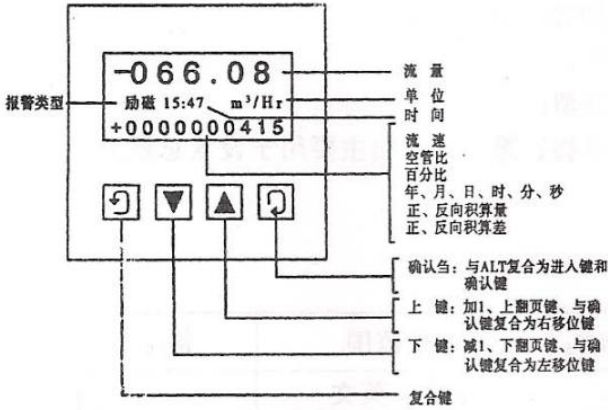 -066.08
流 量
报警类型
励磁 15:47 m³/Hr
单 位
时 间
+0000000415
流 速
空管比
百分比
年、月、日、时、分、秒
正、反向积算量
正、反向积算差
确认当：与ALT复合为进入键和
确认键
上 键：加1、上翻页键、与确
认键复合为右移位键
下 键：减1、下翻页键、与确
认键复合为左移位键
复合键